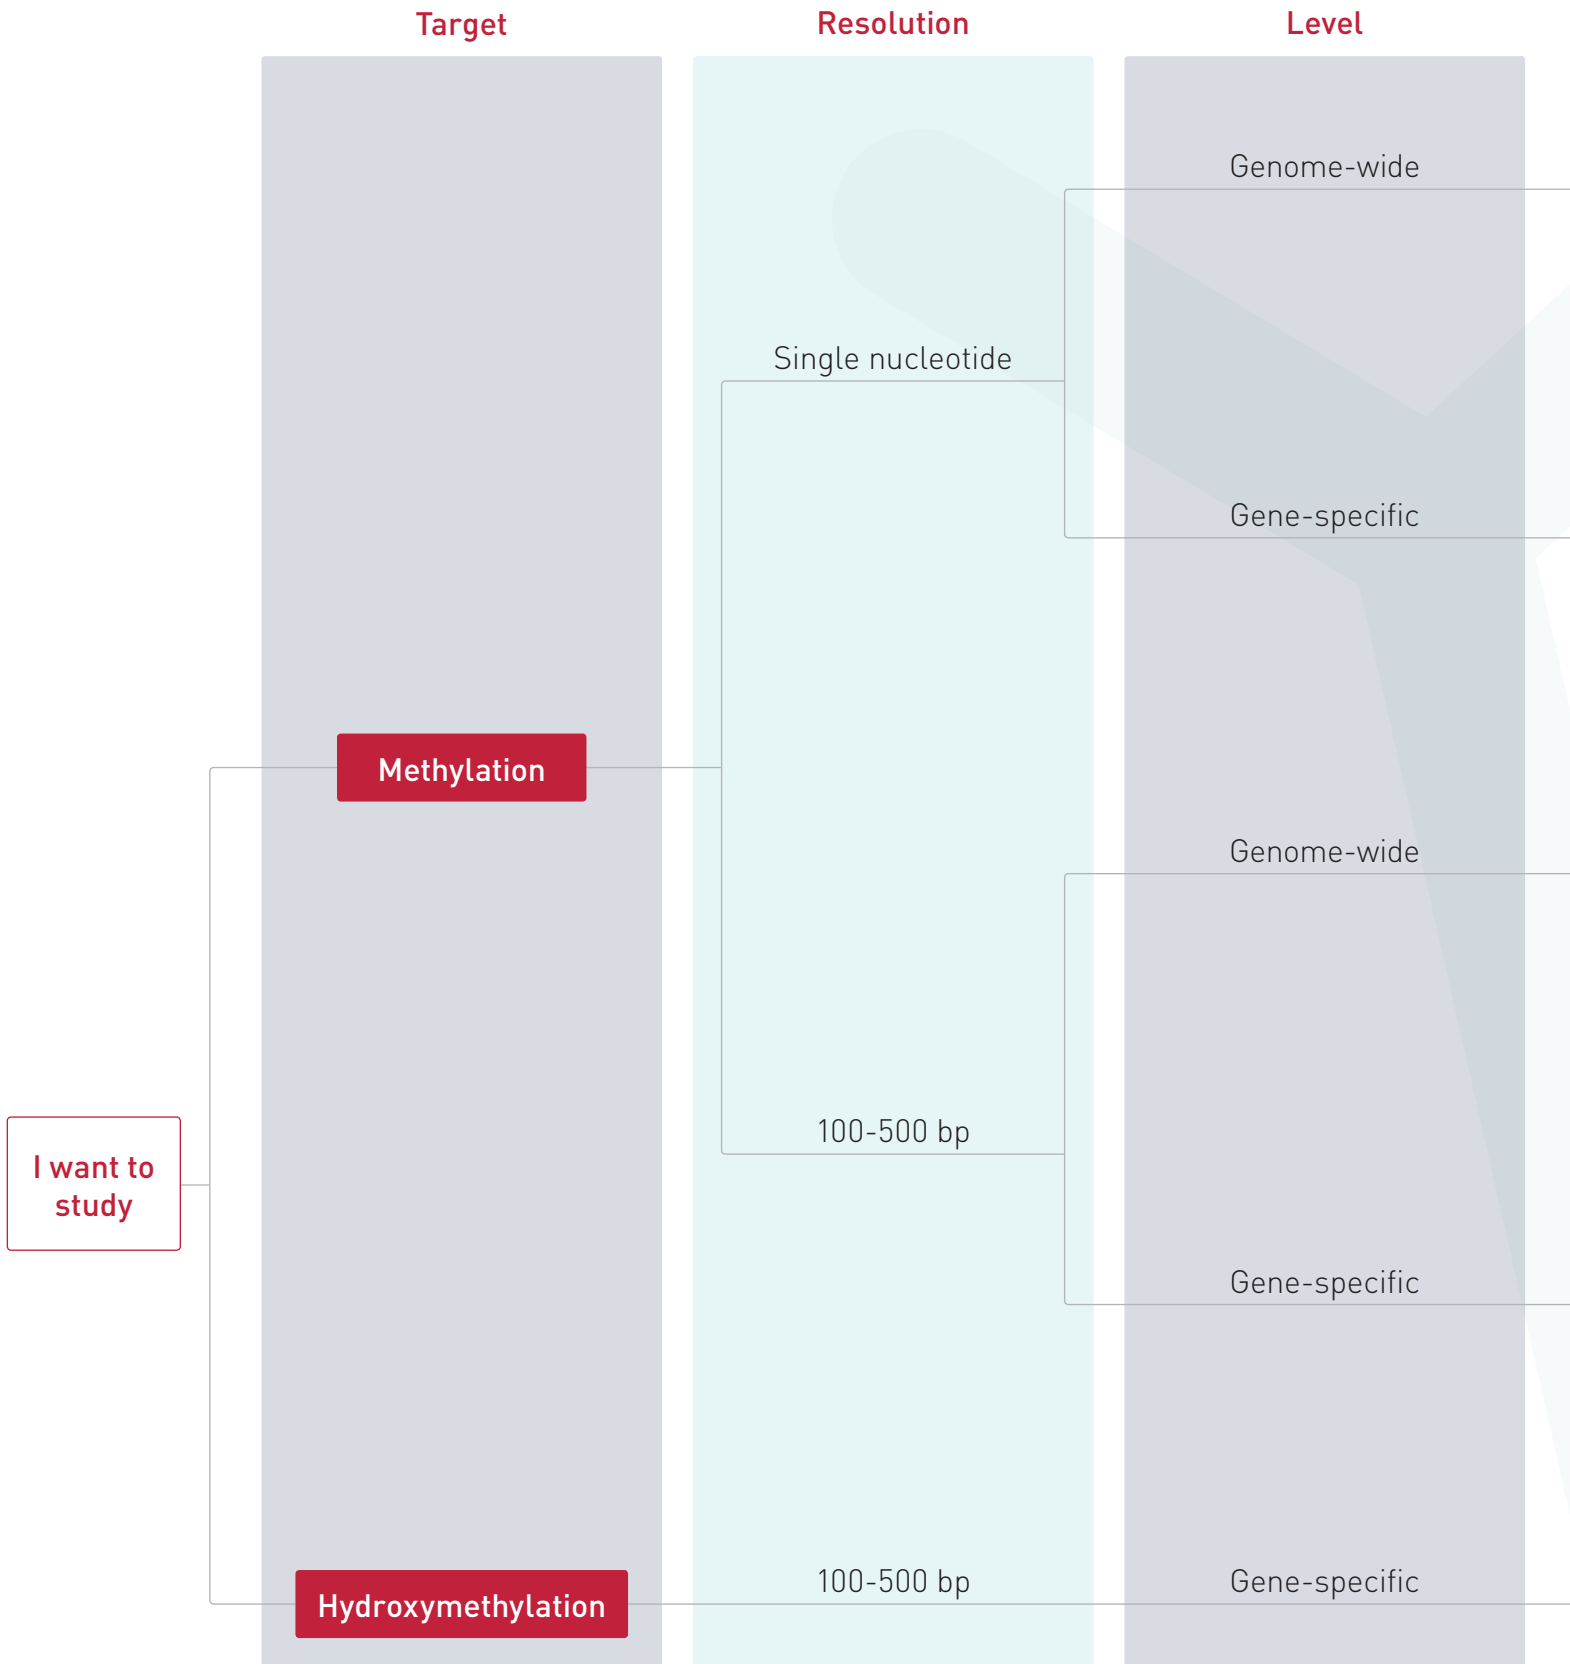 Target
Resolution
Level
Genome-wide
Single nucleotide
Gene-specific
Methylation
Genome-wide
100-500 bp
I want to
study
Gene-specific
Hydroxymethylation
100-500 bp
Gene-specific